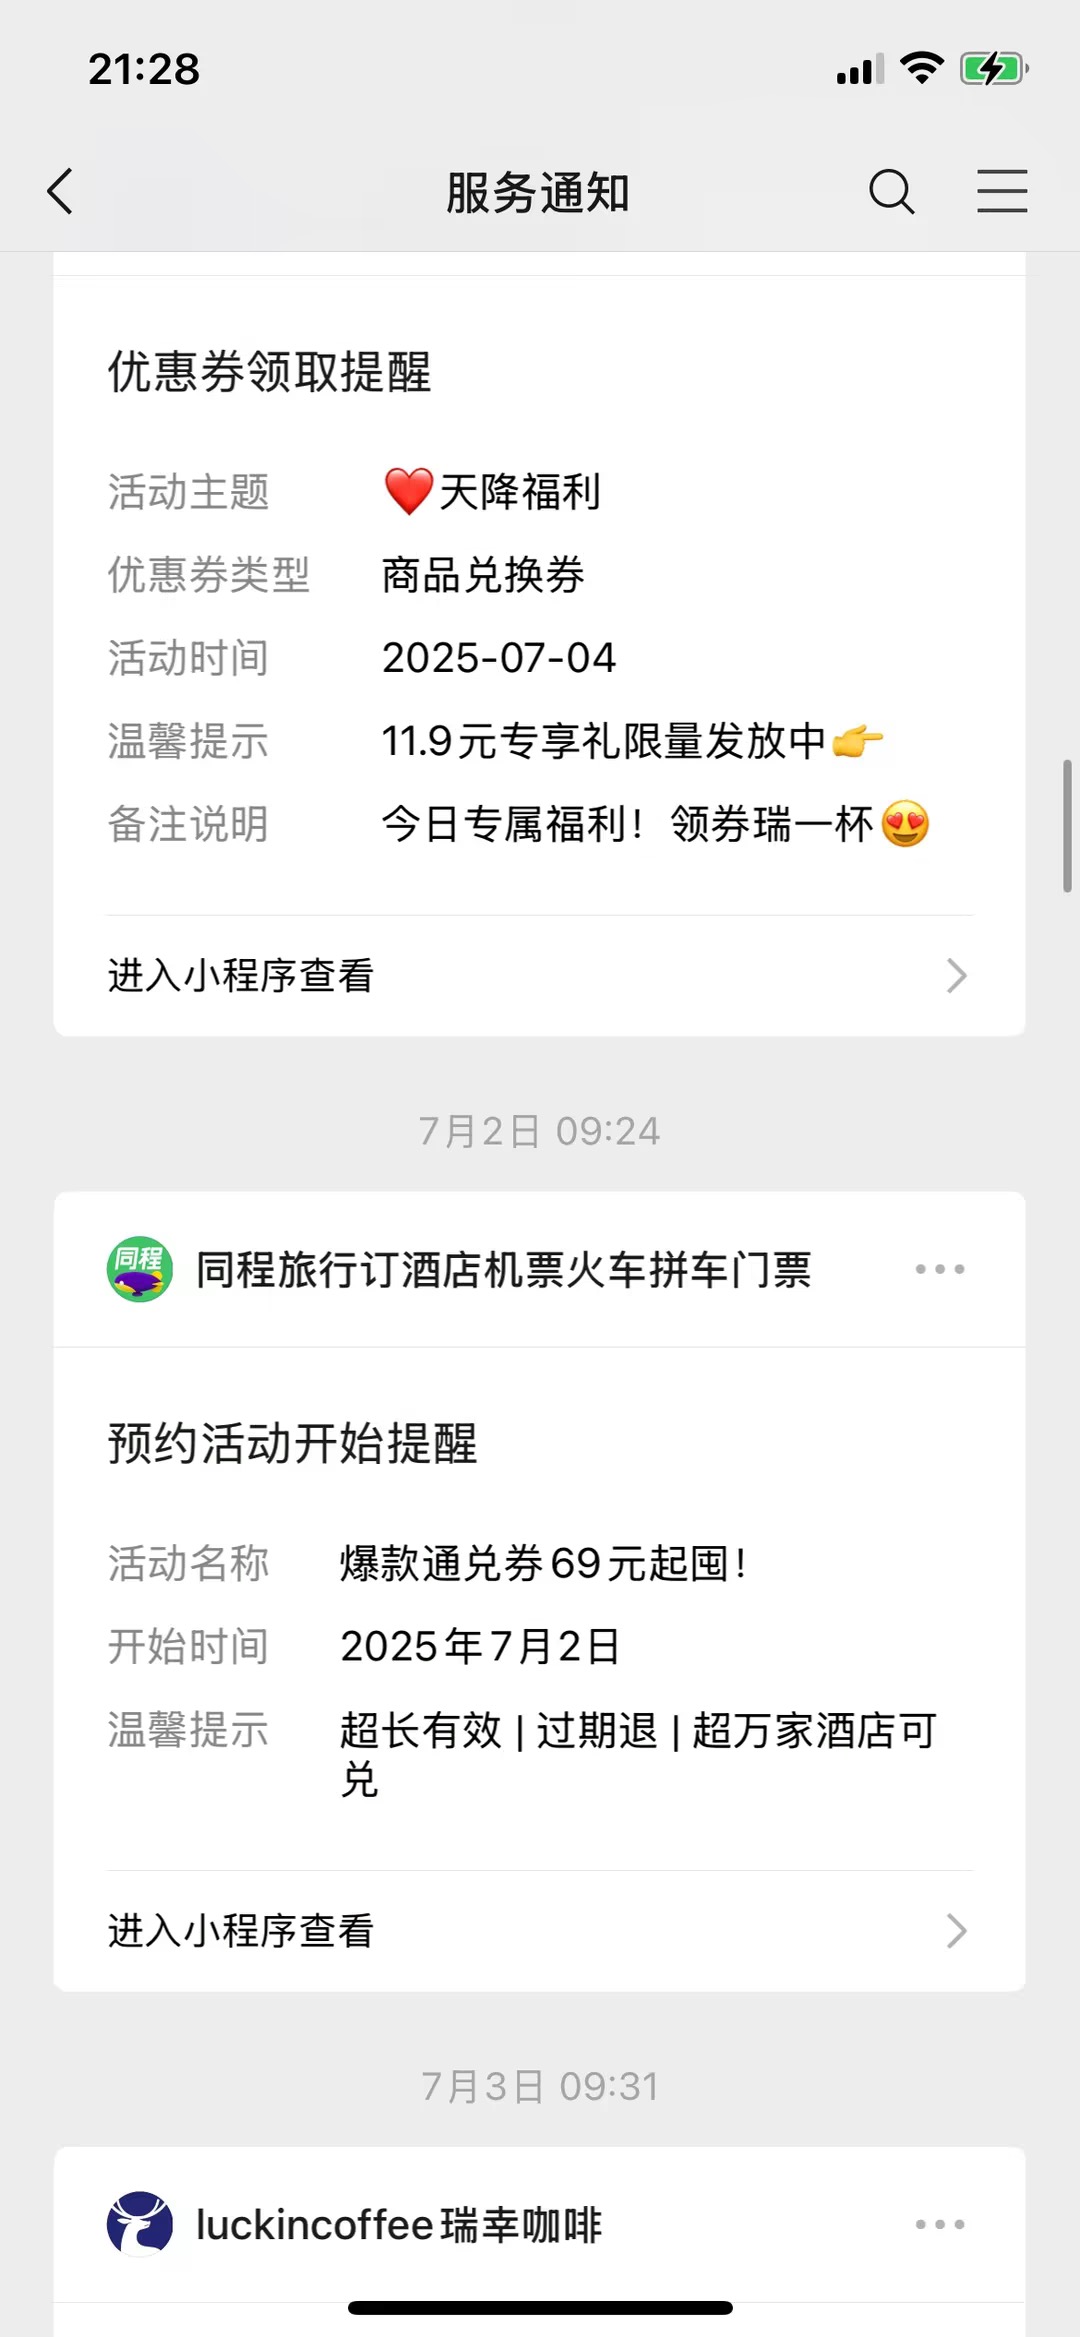 21:28
服务通知
优惠券领取提醒
活动主题 ❤️天降福利
优惠券类型 商品兑换券
活动时间 2025-07-04
温馨提示 11.9元专享礼限量发放中👉
备注说明 今日专属福利！领券瑞一杯😍
进入小程序查看
7月2日 09:24
同程
同程旅行订酒店机票火车拼车门票
预约活动开始提醒
活动名称 爆款通兑券69元起囤！
开始时间 2025年7月2日
温馨提示 超长有效 | 过期退 | 超万家酒店可
兑
进入小程序查看
7月3日 09:31
luckincoffee瑞幸咖啡